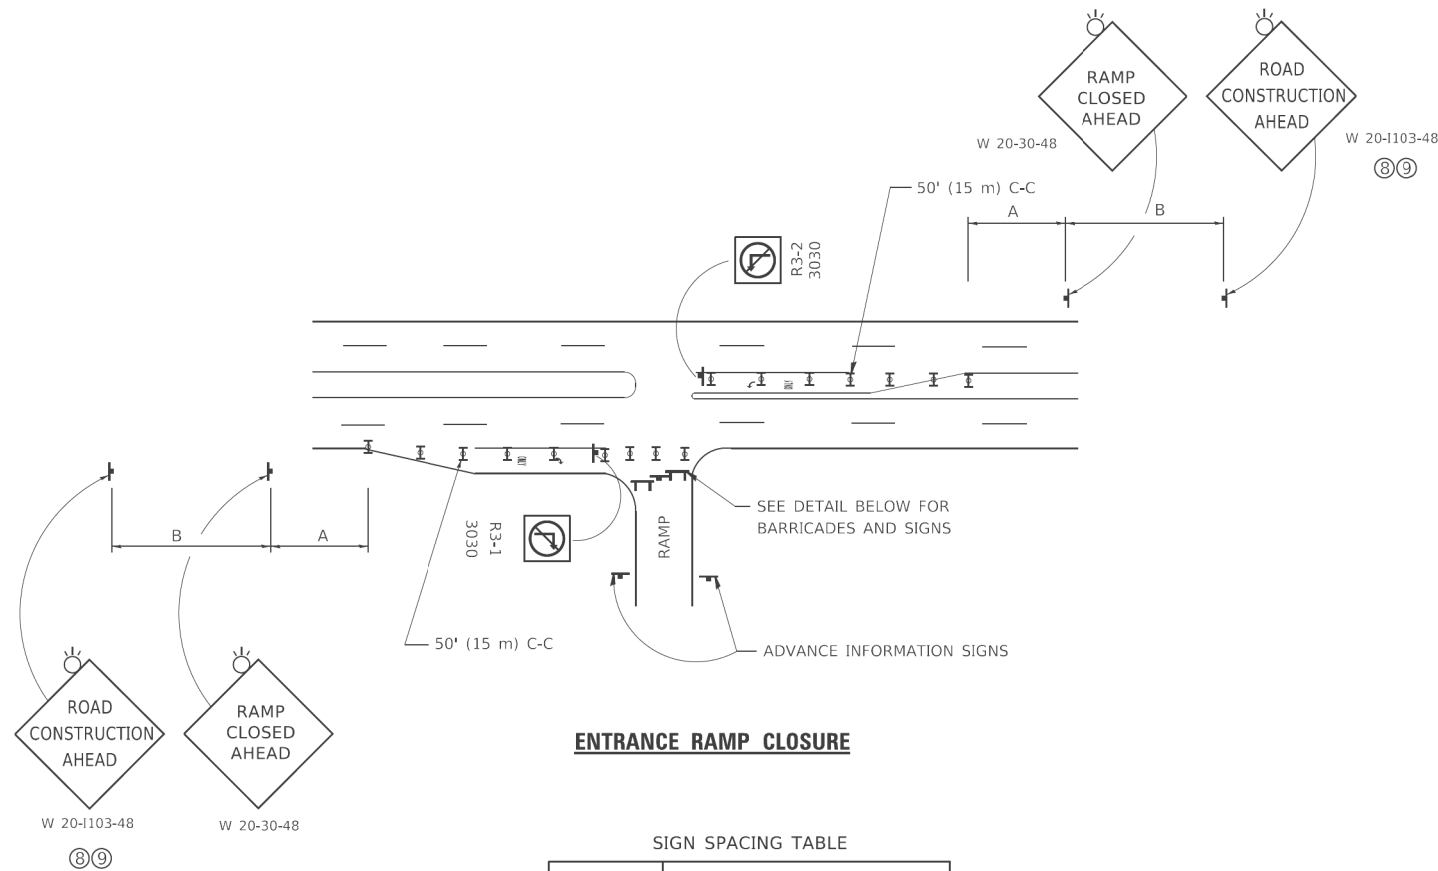 RAMP
CLOSED
AHEAD
W 20-30-48
ROAD
CONSTRUCTION
AHEAD
W 20-I103-48
⑧⑨
50' (15 m) C-C
A
B
R3-2
3030
ONLY
ONLY
B
A
R3-1
3030
RAMP
SEE DETAIL BELOW FOR
BARRICADES AND SIGNS
50' (15 m) C-C
ADVANCE INFORMATION SIGNS
ROAD
CONSTRUCTION
AHEAD
W 20-I103-48
⑧⑨
RAMP
CLOSED
AHEAD
W 20-30-48
ENTRANCE RAMP CLOSURE
SIGN SPACING TABLE